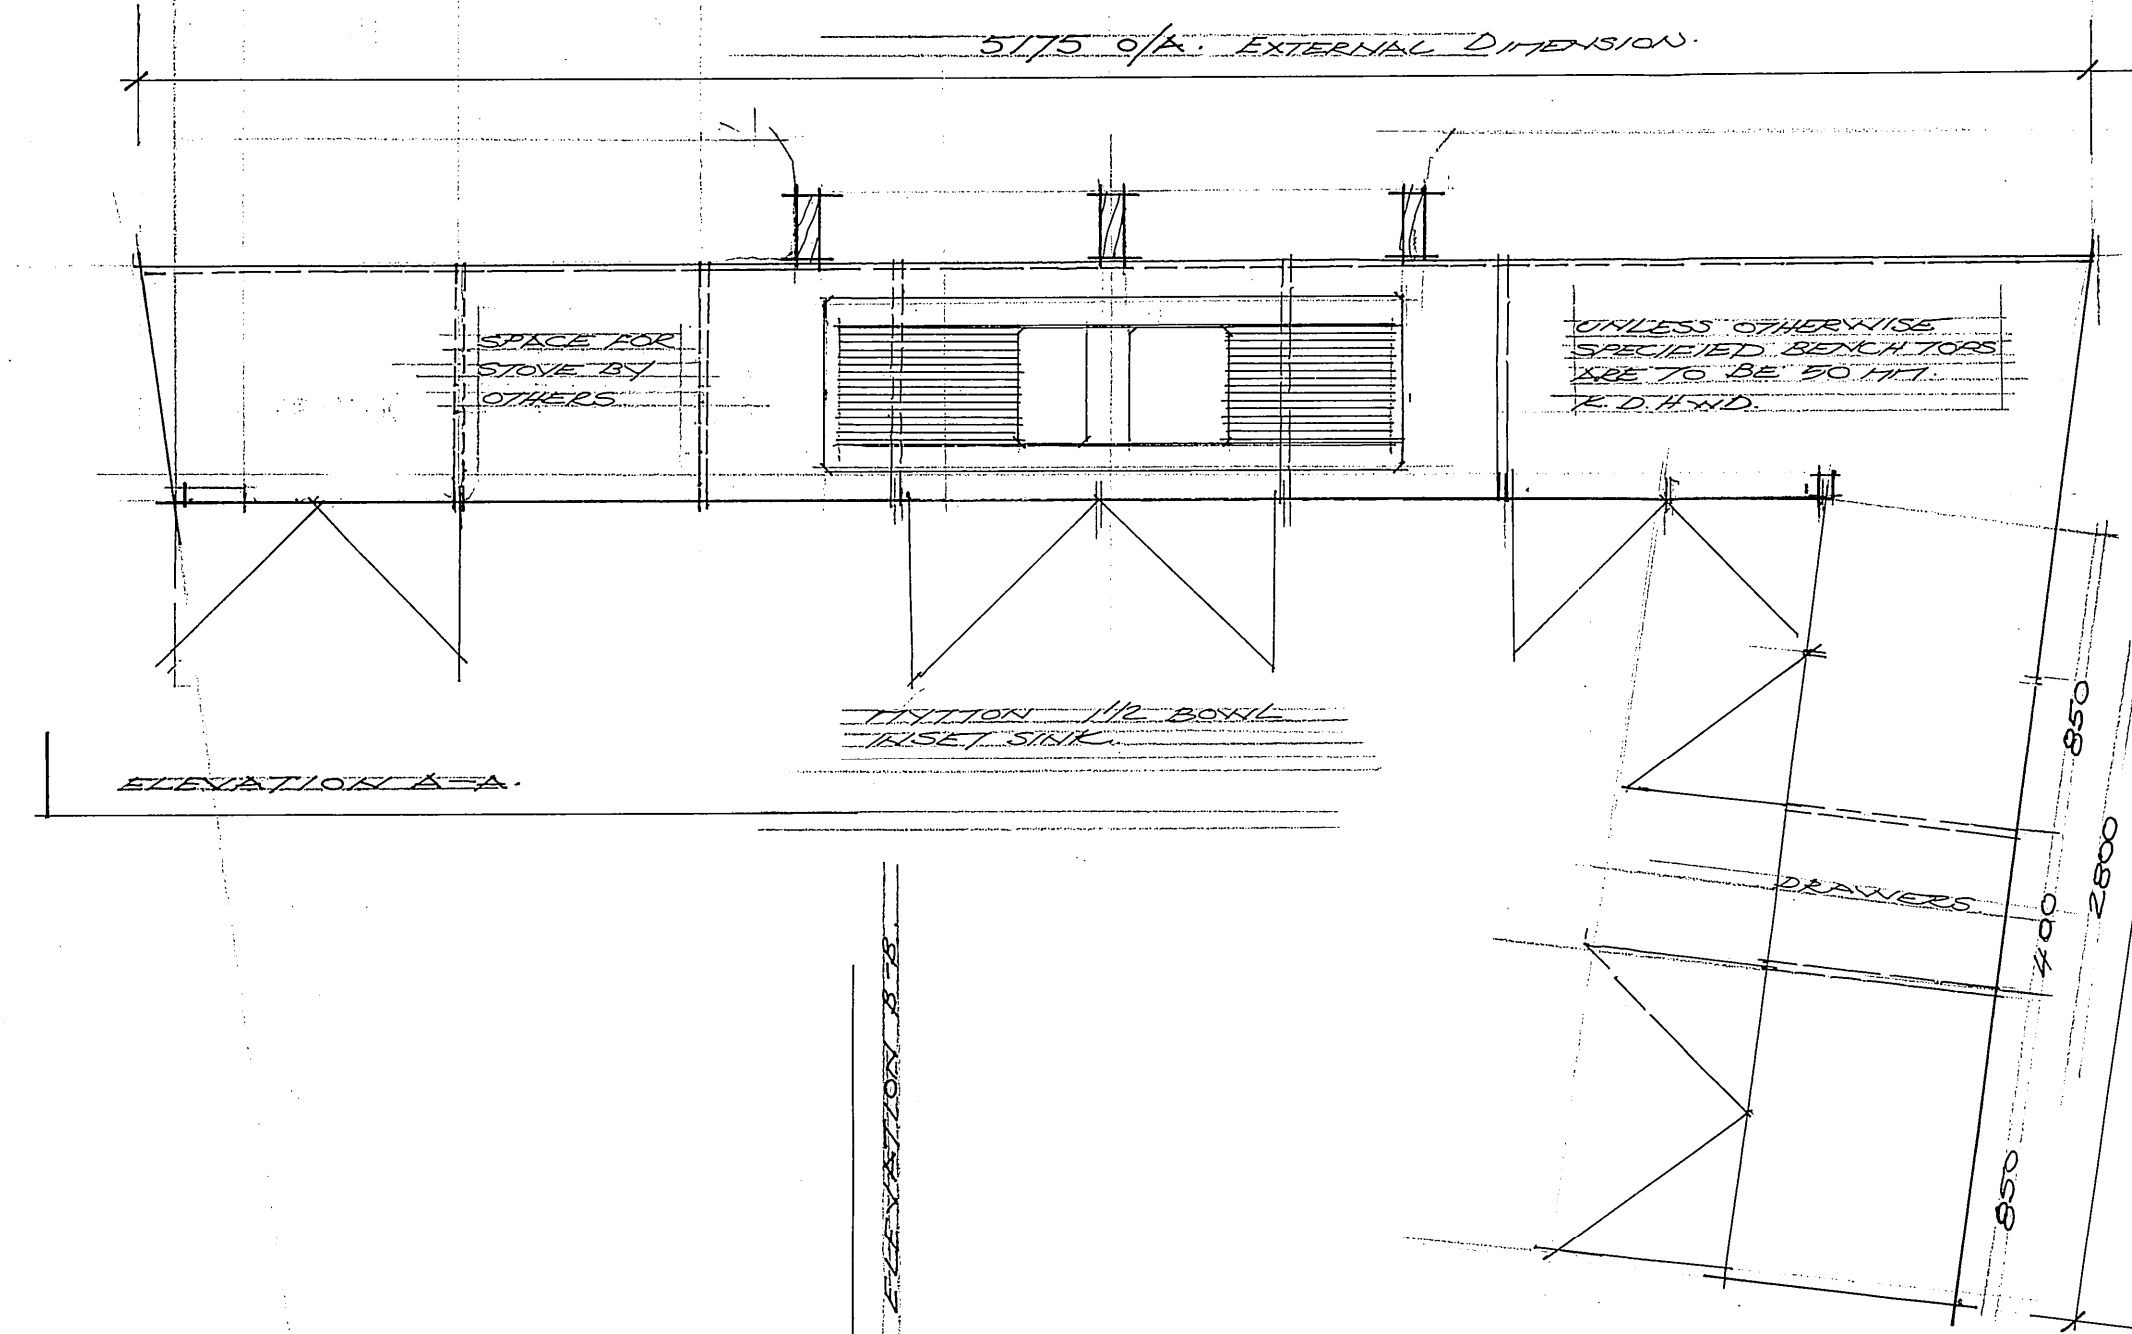 5175 O/A. EXTERNAL DIMENSION.
SPACE FOR
STOVE BY
OTHERS
UNLESS OTHERWISE
SPECIFIED BENCH TOPS
ARE TO BE 50 MM.
K.D.HWD.
MYTTON 1 1/2 BOWL
INSET SINK.
ELEVATION A-A.
ELEVATION B-B.
DRAWERS
850
2800
400
850